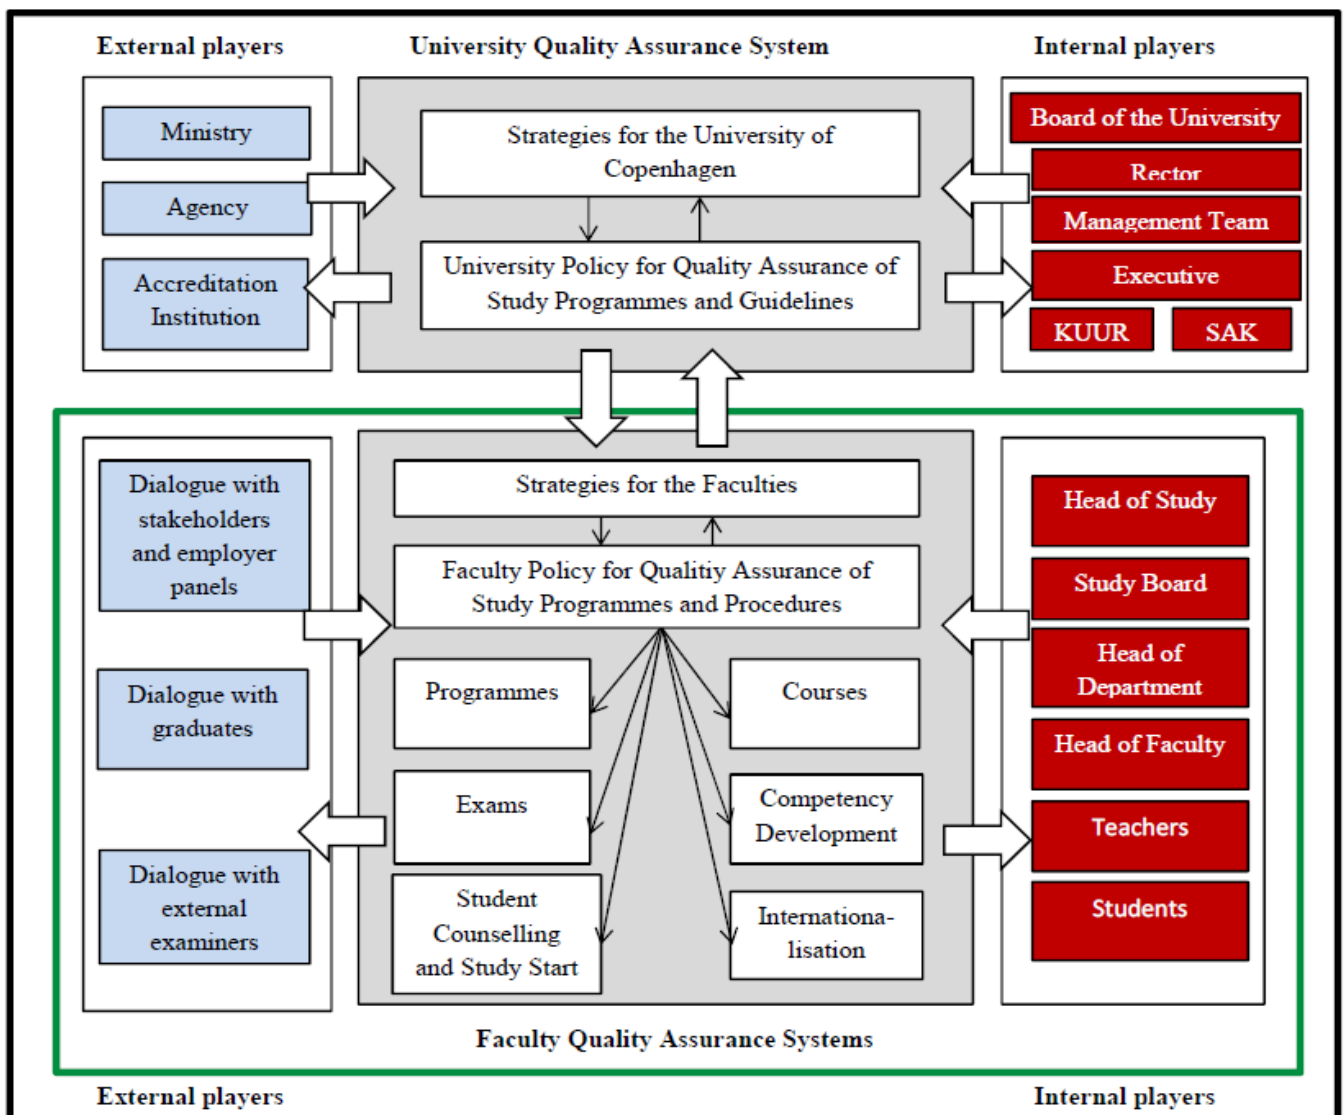 External players
University Quality Assurance System
Internal players
Ministry
Agency
Accreditation
Institution
Strategies for the University of
Copenhagen
University Policy for Quality Assurance of
Study Programmes and Guidelines
Board of the University
Rector
Management Team
Executive
KUUR
SAK
Dialogue with
stakeholders
and employer
panels
Dialogue with
graduates
Dialogue with
external
examiners
Strategies for the Faculties
Faculty Policy for Qualitiy Assurance of
Study Programmes and Procedures
Programmes
Courses
Exams
Competency
Development
Student
Counselling
and Study Start
Internationa-
lisation
Head of Study
Study Board
Head of
Department
Head of Faculty
Teachers
Students
Faculty Quality Assurance Systems
External players
Internal players